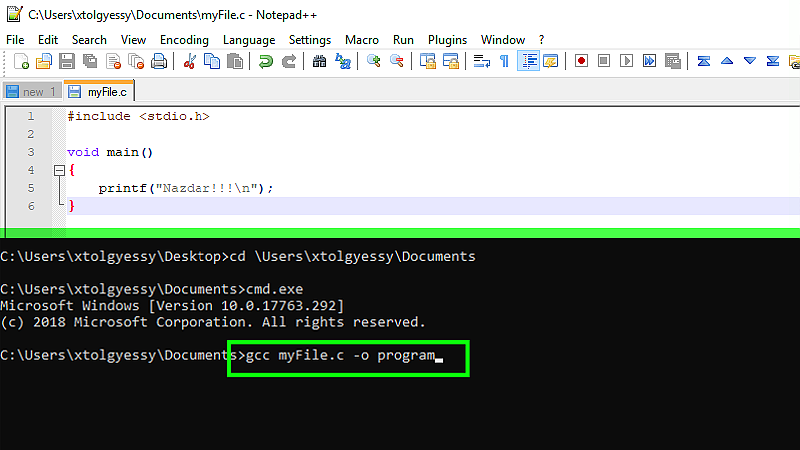 C:\Users\xtolgyessy\Documents\myFile.c - Notepad++
File Edit Search View Encoding Language Settings Macro Run Plugins Window ?
new 1 myFile.c
1 #include <stdio.h>
2
3 void main()
4 {
5 printf("Nazdar!!!\n");
6 }
C:\Users\xtolgyessy\Desktop>cd \Users\xtolgyessy\Documents
C:\Users\xtolgyessy\Documents>cmd.exe
Microsoft Windows [Version 10.0.17763.292]
(c) 2018 Microsoft Corporation. All rights reserved.
C:\Users\xtolgyessy\Documents>gcc myFile.c -o program